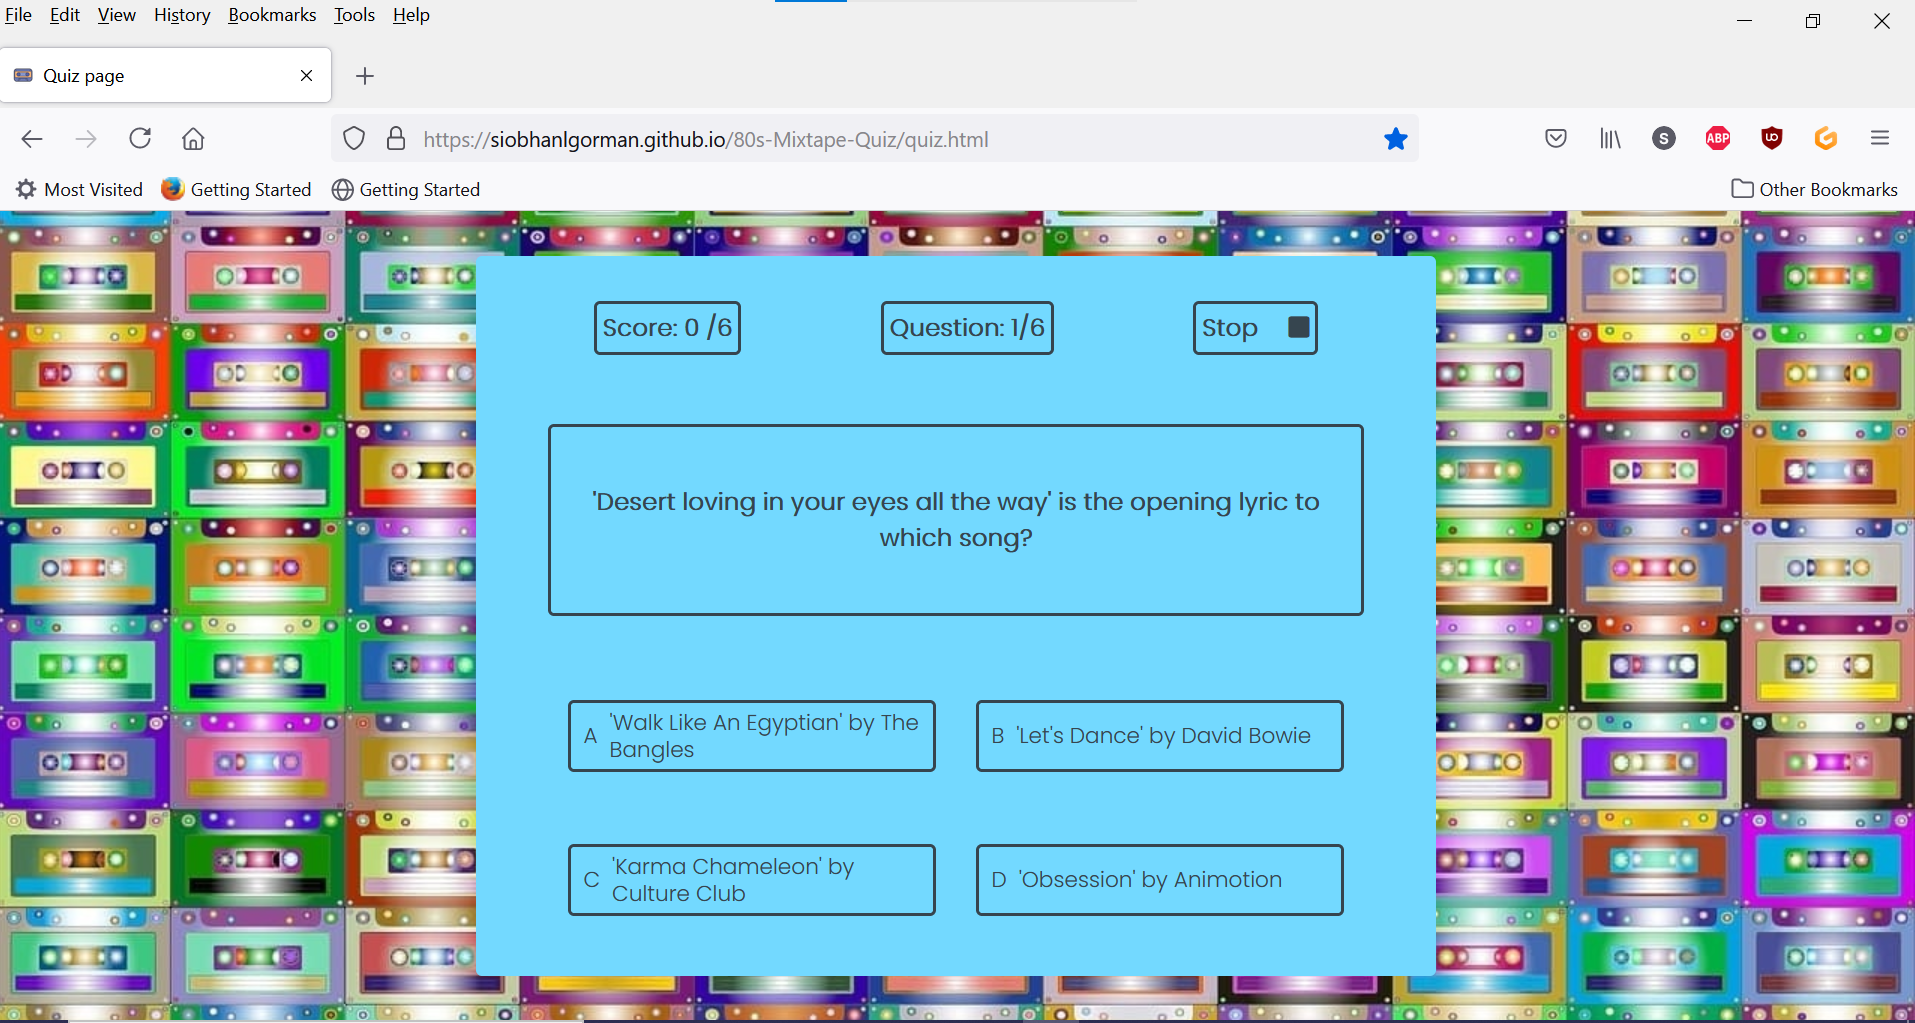 File Edit View History Bookmarks Tools Help
Quiz page
https://siobhanlgorman.github.io/80s-Mixtape-Quiz/quiz.html
S ABP
Most Visited Getting Started Getting Started Other Bookmarks
Score: 0 /6 Question: 1/6 Stop
'Desert loving in your eyes all the way' is the opening lyric to
which song?
A 'Walk Like An Egyptian' by The
Bangles
B 'Let's Dance' by David Bowie
C 'Karma Chameleon' by
Culture Club
D 'Obsession' by Animotion